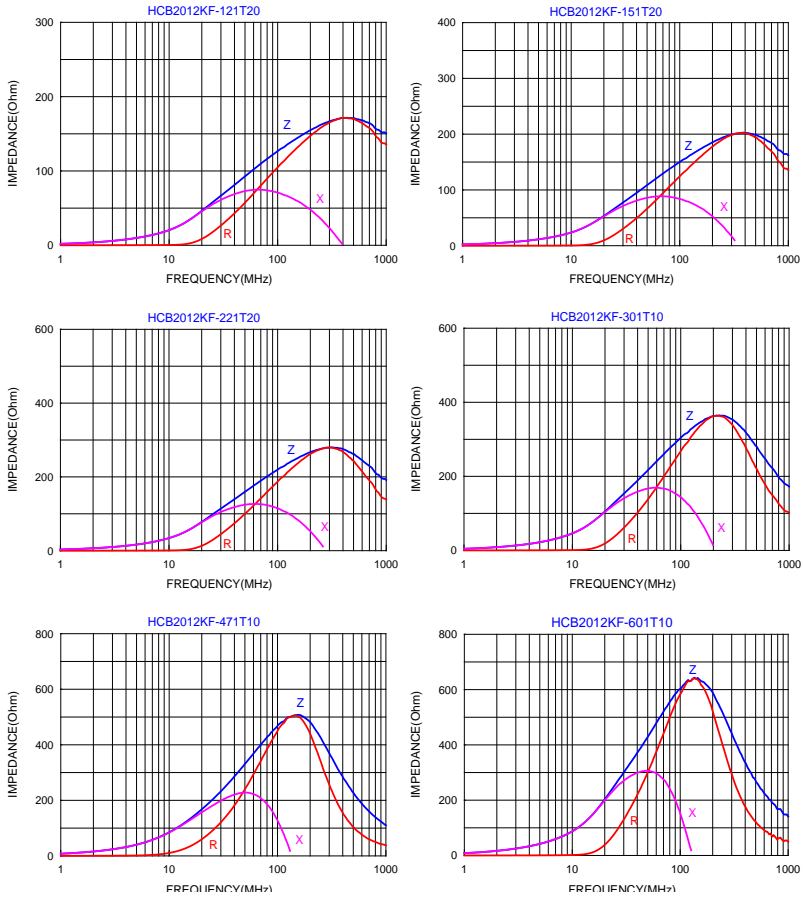 HCB2012KF-121T20
300
200
100
0
IMPEDANCE(Ohm)
Z
X
R
1
10
100
1000
FREQUENCY(MHz)
HCB2012KF-151T20
400
300
200
100
0
IMPEDANCE(Ohm)
Z
X
R
1
10
100
1000
FREQUENCY(MHz)
HCB2012KF-221T20
600
400
200
0
IMPEDANCE(Ohm)
Z
X
R
1
10
100
1000
FREQUENCY(MHz)
HCB2012KF-301T10
600
400
200
0
IMPEDANCE(Ohm)
Z
X
R
1
10
100
1000
FREQUENCY(MHz)
HCB2012KF-471T10
800
600
400
200
0
IMPEDANCE(Ohm)
Z
X
R
1
10
100
1000
FREQUENCY(MHz)
HCB2012KF-601T10
800
600
400
200
0
IMPEDANCE(Ohm)
Z
X
R
1
10
100
1000
FREQUENCY(MHz)